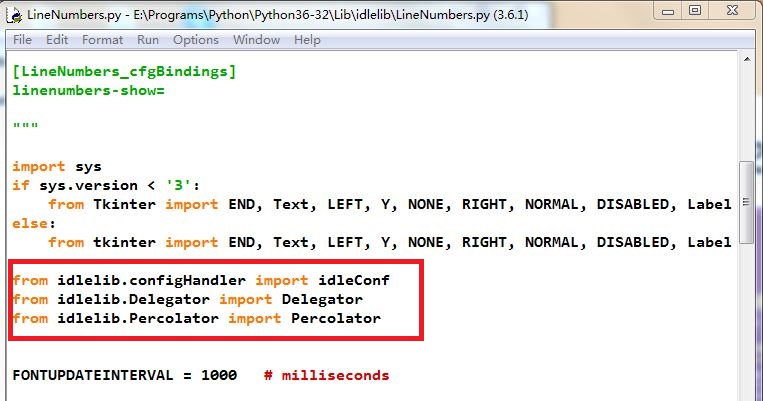 LineNumbers.py - E:\Programs\Python\Python36-32\Lib\idlelib\LineNumbers.py (3.6.1)
File Edit Format Run Options Window Help
[LineNumbers_cfgBindings]
linenumbers-show=
"""
import sys
if sys.version < '3':
    from Tkinter import END, Text, LEFT, Y, NONE, RIGHT, NORMAL, DISABLED, Label
else:
    from tkinter import END, Text, LEFT, Y, NONE, RIGHT, NORMAL, DISABLED, Label
from idlelib.configHandler import idleConf
from idlelib.Delegator import Delegator
from idlelib.Percolator import Percolator
FONTUPDATEINTERVAL = 1000   # milliseconds